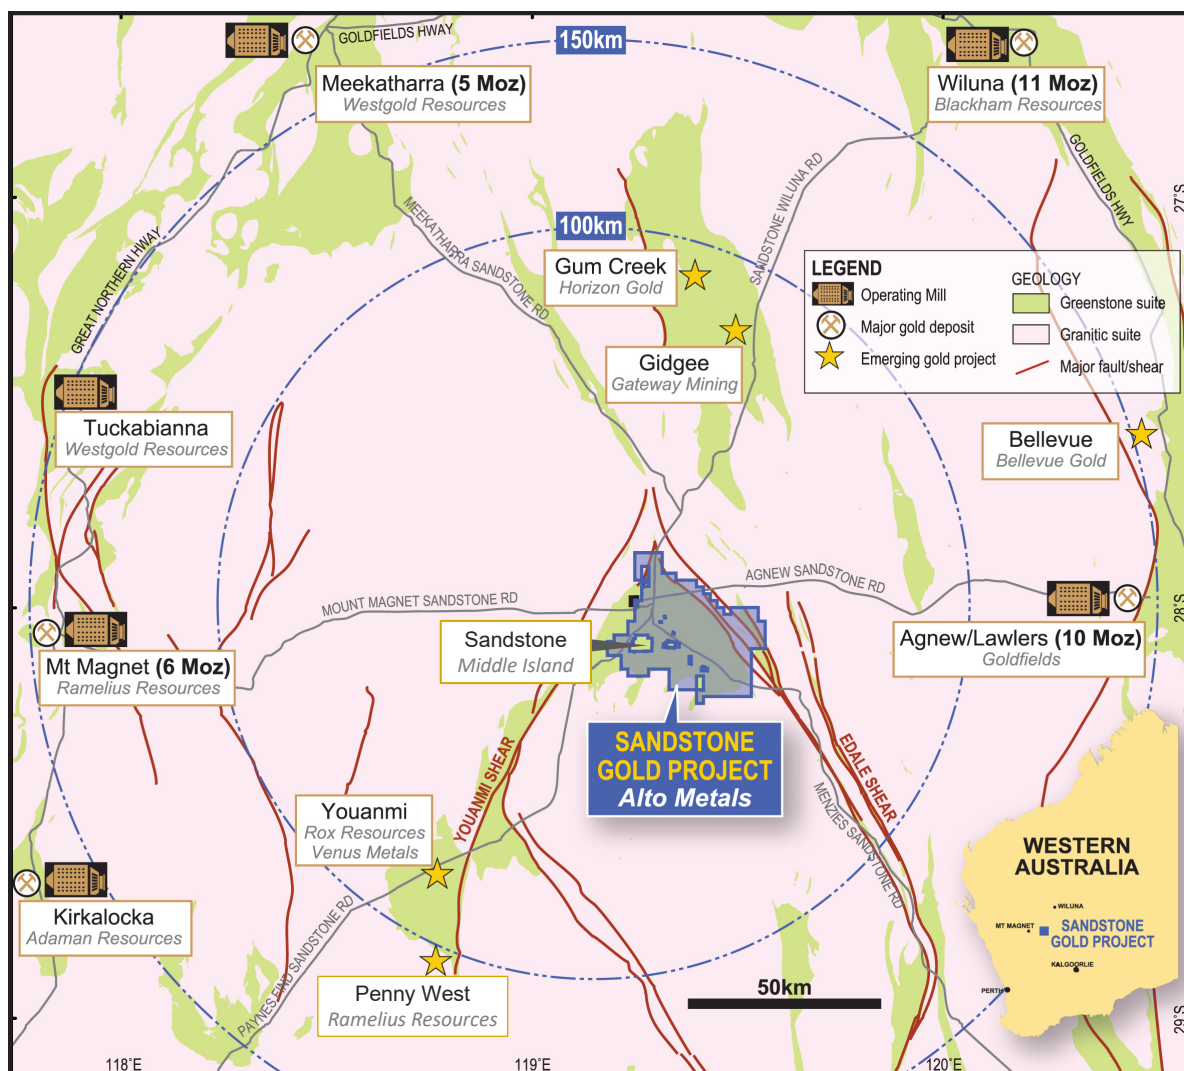 GOLDFIELDS HWY
150km
Meekatharra (5 Moz)
Westgold Resources
Wiluna (11 Moz)
Blackham Resources
GOLDFIELDS HWY
27°S
MEEKATHARRA SANDSTONE RD
SANDSTONE WILUNA RD
100km
GREAT NORTHERN HWAY
Gum Creek
Horizon Gold
Gidgee
Gateway Mining
LEGEND
Operating Mill
Major gold deposit
Emerging gold project
GEOLOGY
Greenstone suite
Granitic suite
Major fault/shear
Tuckabianna
Westgold Resources
Bellevue
Bellevue Gold
AGNEW SANDSTONE RD
MOUNT MAGNET SANDSTONE RD
28°S
Sandstone
Middle Island
Agnew/Lawlers (10 Moz)
Goldfields
Mt Magnet (6 Moz)
Ramelius Resources
SANDSTONE
GOLD PROJECT
Alto Metals
YOUANMI SHEAR
EDALE SHEAR
MENZIES SANDSTONE RD
Youanmi
Rox Resources
Venus Metals
Kirkalocka
Adaman Resources
PAYNES FIND SANDSTONE RD
Penny West
Ramelius Resources
50km
WESTERN
AUSTRALIA
WILUNA
MT MAGNET
SANDSTONE
GOLD PROJECT
KALGOORLIE
PERTH
29°S
118°E
119°E
120°E